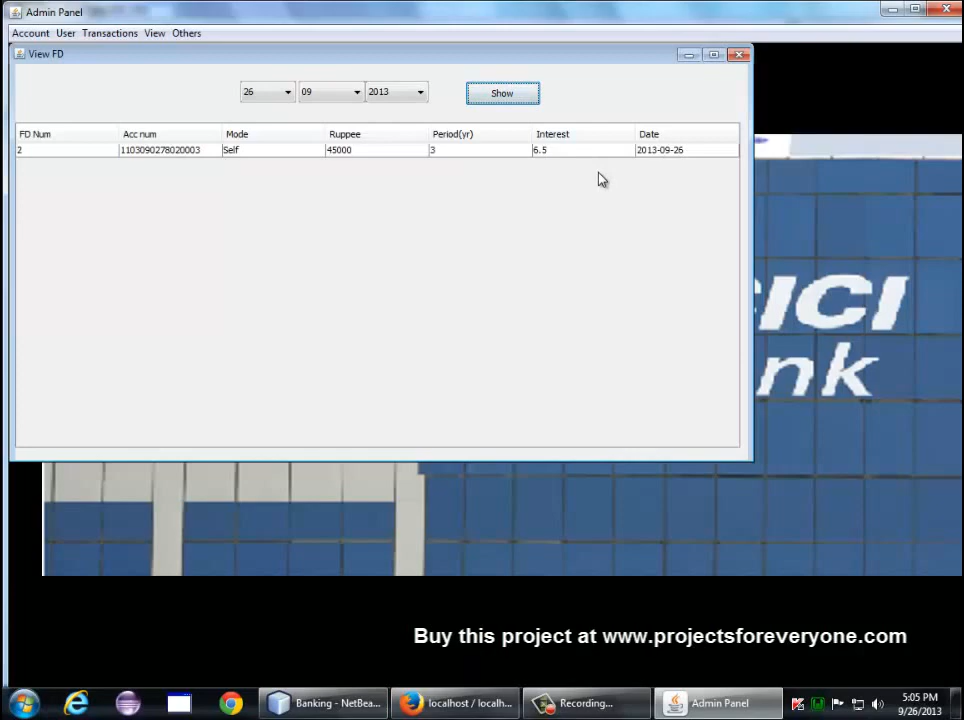 Admin Panel
Account User Transactions View Others
View FD
26 09 2013 Show
FD Num Acc num Mode Ruppee Period(yr) Interest Date
2 1103090278020003 Self 45000 3 6.5 2013-09-26
ICICI
nk
Buy this project at www.projectsforeveryone.com
Banking - NetBea... localhost / localh... Recording... Admin Panel
5:05 PM
9/26/2013